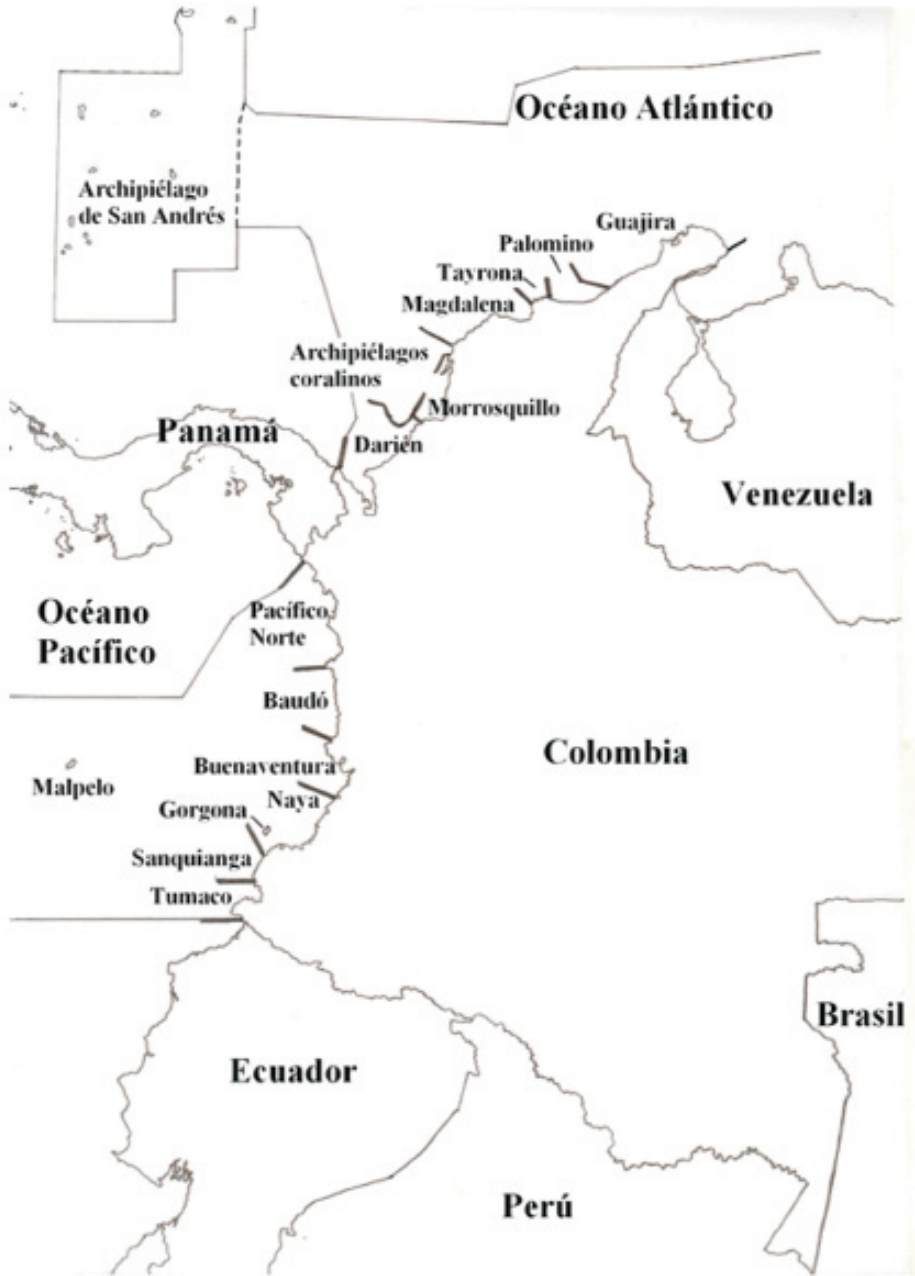 Océano Atlántico
Archipiélago
de San Andrés
Guajira
Palomino
Tayrona
Magdalena
Archipiélagos
coralinos
Morrosquillo
Panamá
Darién
Venezuela
Océano
Pacífico
Pacífico
Norte
Baudó
Colombia
Buenaventura
Malpelo
Naya
Gorgona
Sanquianga
Tumaco
Brasil
Ecuador
Perú